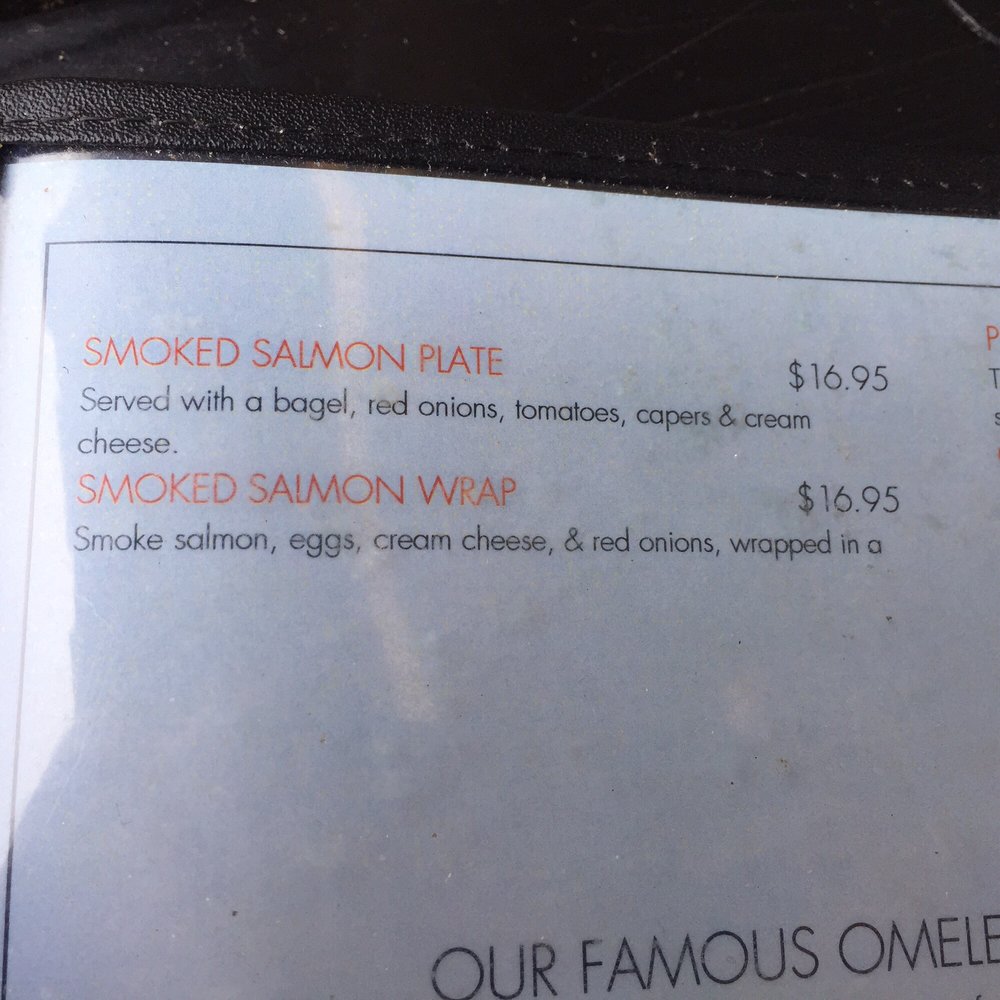 SMOKED SALMON PLATE $16.95
Served with a bagel, red onions, tomatoes, capers & cream
cheese.
SMOKED SALMON WRAP $16.95
Smoke salmon, eggs, cream cheese, & red onions, wrapped in a
OUR FAMOUS